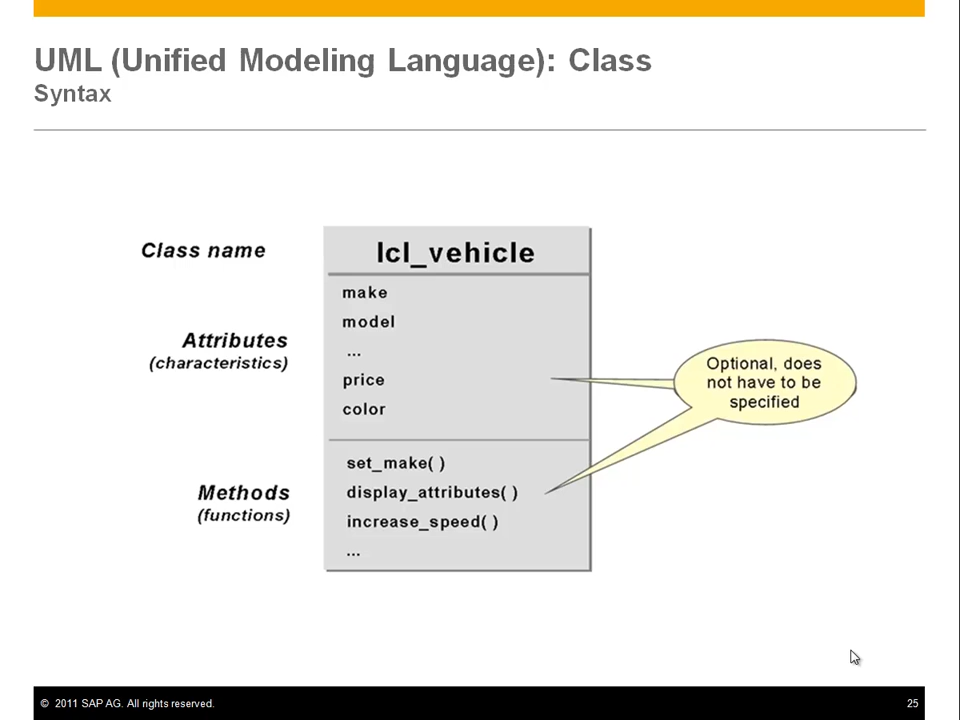 UML (Unified Modeling Language): Class
Syntax
Class name
lcl_vehicle
Attributes
(characteristics)
make
model
...
price
color
Optional, does
not have to be
specified
Methods
(functions)
set_make( )
display_attributes( )
increase_speed( )
...
© 2011 SAP AG. All rights reserved.
25